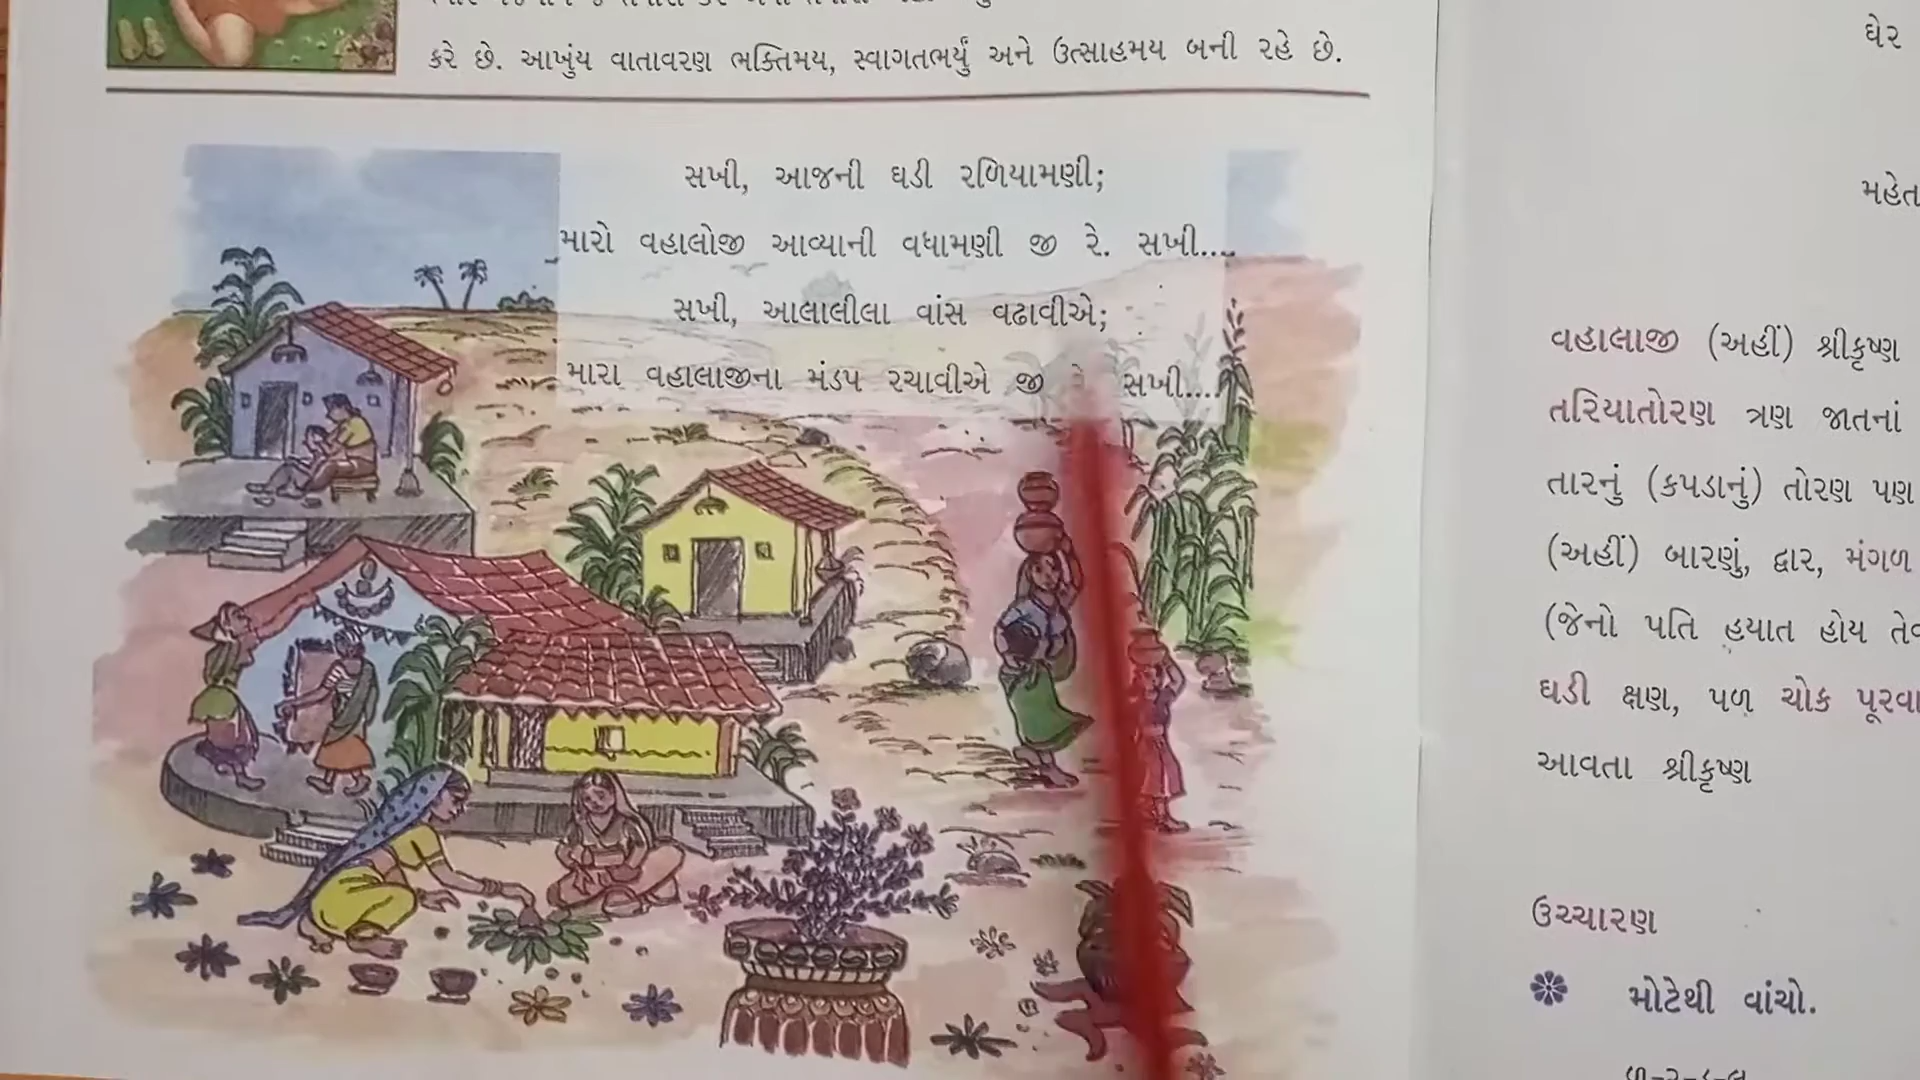 કરે છે. આખુંય વાતાવરણ ભક્તિમય, સ્વાગતભર્યું અને ઉત્સાહમય બની રહે છે.
સખી, આજની ઘડી રળિયામણી;
મારો વહાલોજી આવ્યાની વધામણી જી રે. સખી....
સખી, આલાલીલા વાંસ વઢાવીએ;
મારા વહાલાજીના મંડપ રચાવીએ જી રે સખી....
ઘેર
મહેત
વહાલાજી (અહીં) શ્રીકૃષ્ણ
તરિયાતોરણ ત્રણ જાતનાં
તારનું (કપડાનું) તોરણ પણ
(અહીં) બારણું, દ્વાર, મંગળ
(જેનો પતિ હયાત હોય તેવ
ઘડી ક્ષણ, પળ ચોક પૂરવા
આવતા શ્રીકૃષ્ણ
ઉચ્ચારણ
મોટેથી વાંચો.